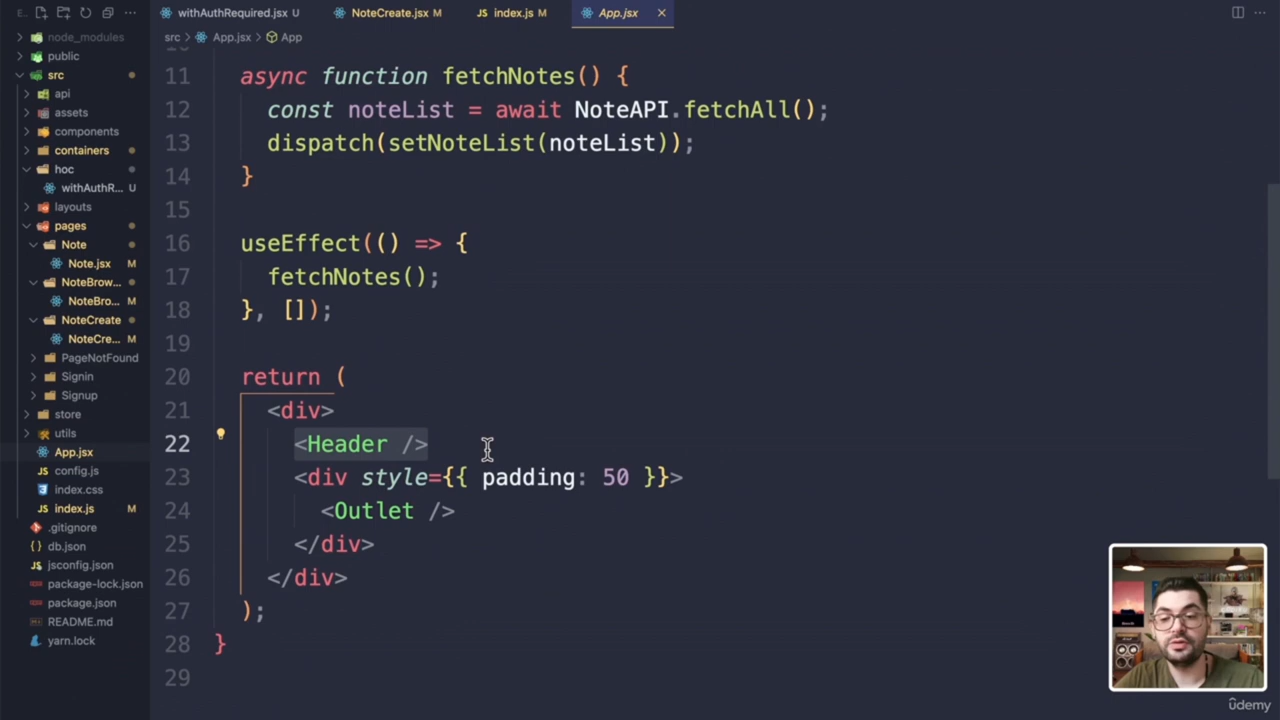 E... ...
withAuthRequired.jsx U
NoteCreate.jsx M
JS index.js M
App.jsx
src > App.jsx > App
node_modules
public
src
api
assets
components
containers
hoc
withAuthR... U
layouts
pages
Note
Note.jsx M
NoteBrow...
NoteBro... M
NoteCreate
NoteCre... M
PageNotFound
Signin
Signup
store
utils
App.jsx
config.js
index.css
JS index.js M
.gitignore
{} db.json
JS jsconfig.json
package-lock.json
package.json
README.md
yarn.lock
11 async function fetchNotes() {
12 const noteList = await NoteAPI.fetchAll();
13 dispatch(setNoteList(noteList));
14 }
15
16 useEffect(() => {
17 fetchNotes();
18 }, []);
19
20 return (
21 <div>
22 <Header />
23 <div style={{ padding: 50 }}>
24 <Outlet />
25 </div>
26 </div>
27 );
28 }
29
udemy